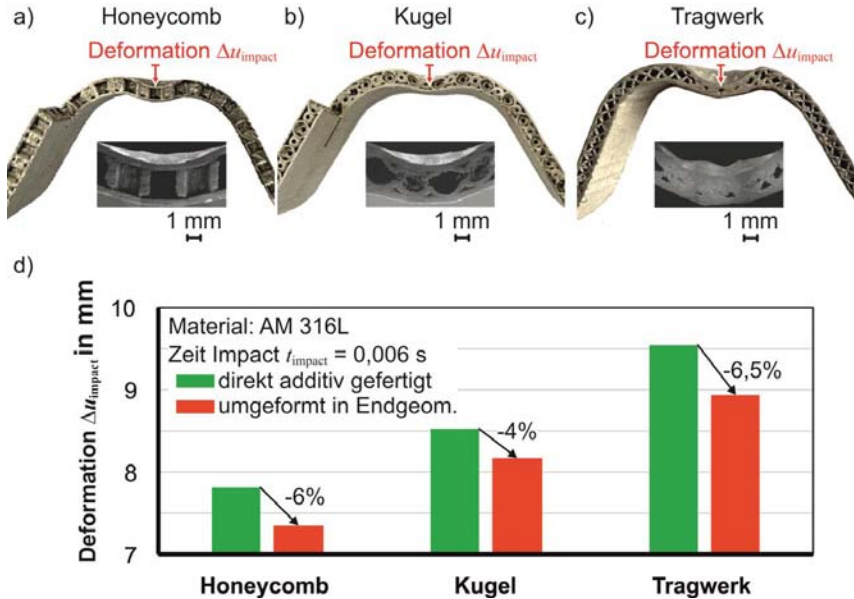 a) Honeycomb
b) Kugel
c) Tragwerk
Deformation Δuimpact
Deformation Δuimpact
Deformation Δuimpact
1 mm
1 mm
1 mm
d)
Deformation Δuimpact in mm
10
9
8
7
Material: AM 316L
Zeit Impact timpact = 0,006 s
direkt additiv gefertigt
umgeformt in Endgeom.
-6%
-4%
-6,5%
Honeycomb
Kugel
Tragwerk